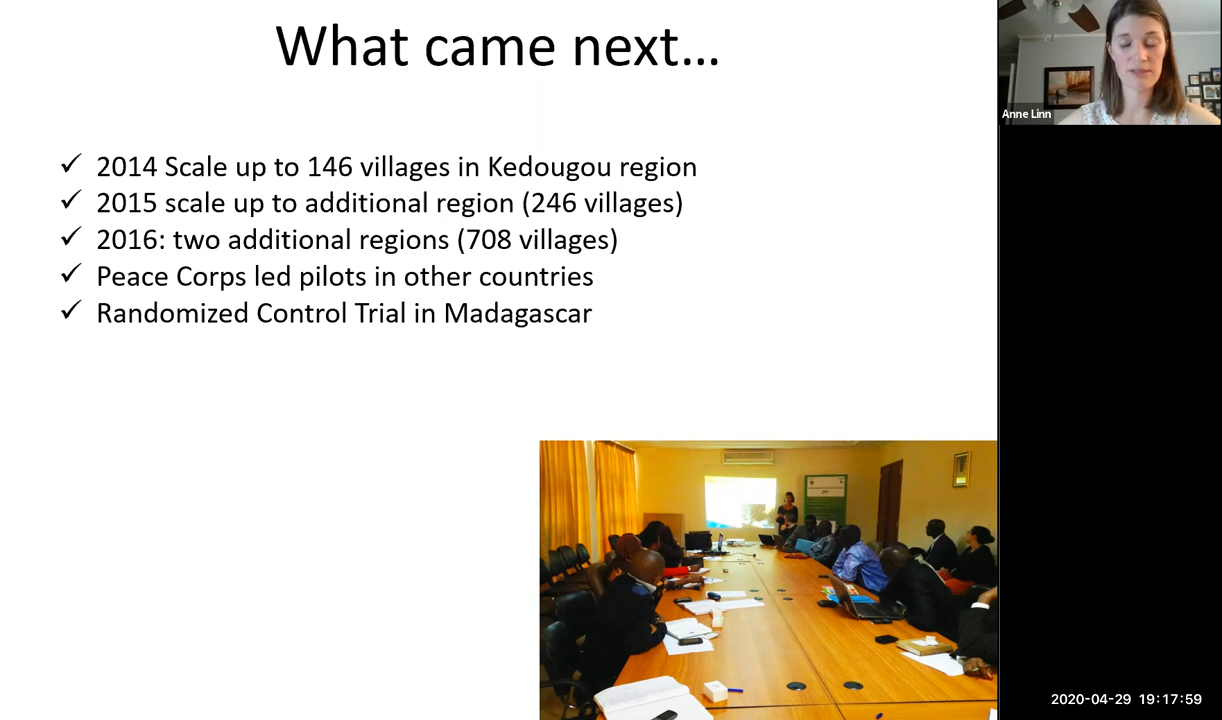 What came next…
✓ 2014 Scale up to 146 villages in Kedougou region
✓ 2015 scale up to additional region (246 villages)
✓ 2016: two additional regions (708 villages)
✓ Peace Corps led pilots in other countries
✓ Randomized Control Trial in Madagascar
Anne Linn
2020-04-29 19:17:59